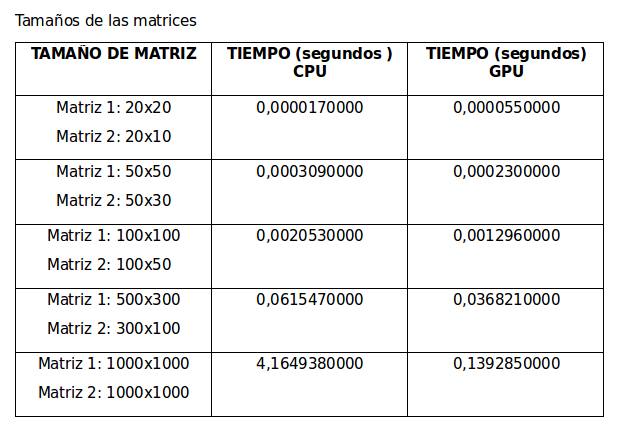 Tamaños de las matrices
TAMAÑO DE MATRIZ TIEMPO (segundos ) TIEMPO (segundos)
CPU GPU
Matriz 1: 20x20 0,0000170000 0,0000550000
Matriz 2: 20x10
Matriz 1: 50x50 0,0003090000 0,0002300000
Matriz 2: 50x30
Matriz 1: 100x100 0,0020530000 0,0012960000
Matriz 2: 100x50
Matriz 1: 500x300 0,0615470000 0,0368210000
Matriz 2: 300x100
Matriz 1: 1000x1000 4,1649380000 0,1392850000
Matriz 2: 1000x1000